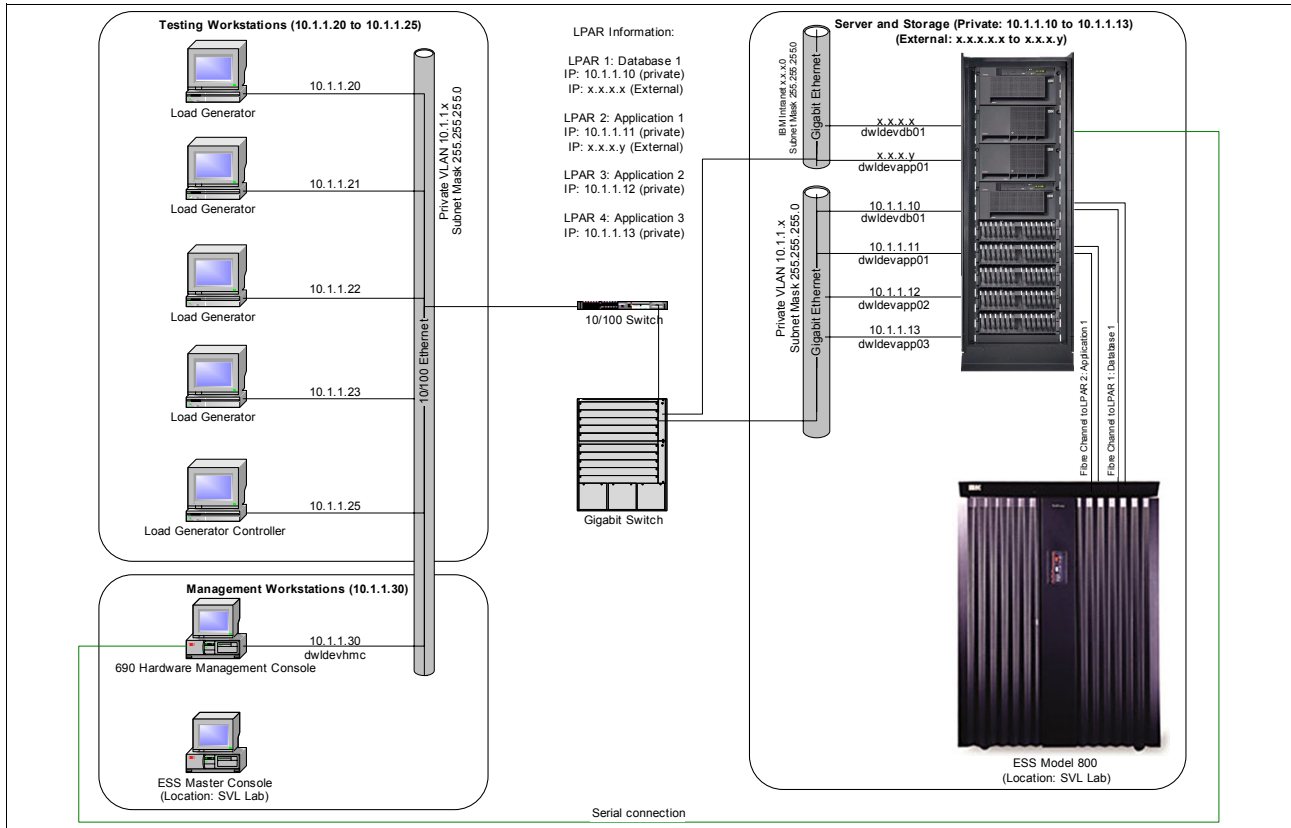 Testing Workstations (10.1.1.20 to 10.1.1.25)
10.1.1.20
Load Generator
10.1.1.21
Load Generator
10.1.1.22
Load Generator
10.1.1.23
Load Generator
10.1.1.25
Load Generator Controller
Private VLAN 10.1.1.x
Subnet Mask 255.255.255.0
10/100 Ethernet
Management Workstations (10.1.1.30)
10.1.1.30
dwldevhmc
690 Hardware Management Console
ESS Master Console
(Location: SVL Lab)
LPAR Information:
LPAR 1: Database 1
IP: 10.1.1.10 (private)
IP: x.x.x.x (External)
LPAR 2: Application 1
IP: 10.1.1.11 (private)
IP: x.x.x.y (External)
LPAR 3: Application 2
IP: 10.1.1.12 (private)
LPAR 4: Application 3
IP: 10.1.1.13 (private)
10/100 Switch
Gigabit Switch
Server and Storage (Private: 10.1.1.10 to 10.1.1.13)
(External: x.x.x.x.x to x.x.x.y)
IBM Intranet x.x.x.0
Subnet Mask 255.255.255.0
Gigabit Ethernet
x.x.x.x
dwldevdb01
x.x.x.y
dwldevapp01
Private VLAN 10.1.1.x
Subnet Mask 255.255.255.0
Gigabit Ethernet
10.1.1.10
dwldevdb01
10.1.1.11
dwldevapp01
10.1.1.12
dwldevapp02
10.1.1.13
dwldevapp03
Fibre Channel to LPAR 2: Application 1
Fibre Channel to LPAR 1: Database 1
ESS Model 800
(Location: SVL Lab)
Serial connection